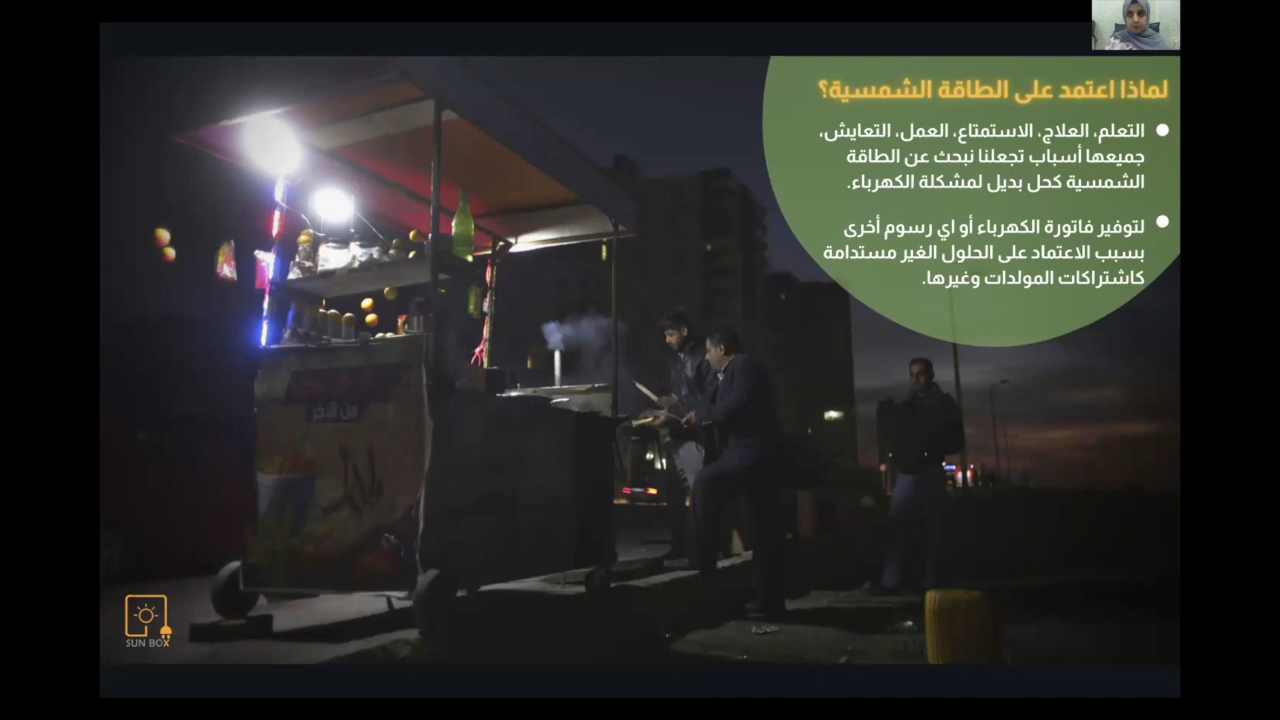 لماذا اعتمد على الطاقة الشمسية؟
التعلم، العلاج، الاستمتاع، العمل، التعايش،
جميعها أسباب تجعلنا نبحث عن الطاقة
الشمسية كحل بديل لمشكلة الكهرباء.
لتوفير فاتورة الكهرباء أو اي رسوم أخرى
بسبب الاعتماد على الحلول الغير مستدامة
كاشتراكات المولدات وغيرها.
من الآخر
SUN BOX